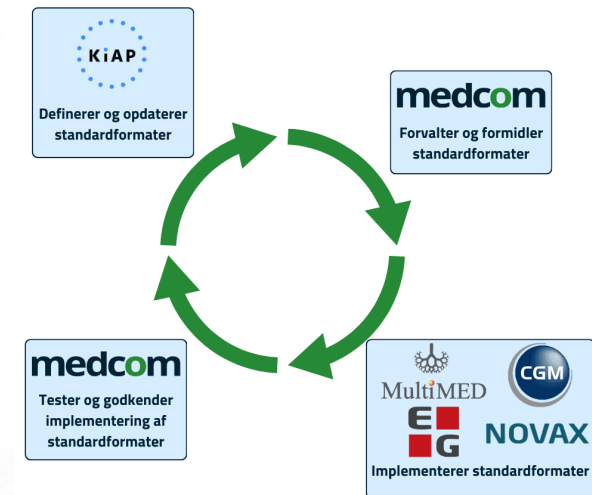 KiAP
Definerer og opdaterer
standardformater
medcom
Forvalter og formidler
standardformater
MultiMED
CGM
EG
NOVAX
Implementerer standardformater
medcom
Tester og godkender
implementering af
standardformater